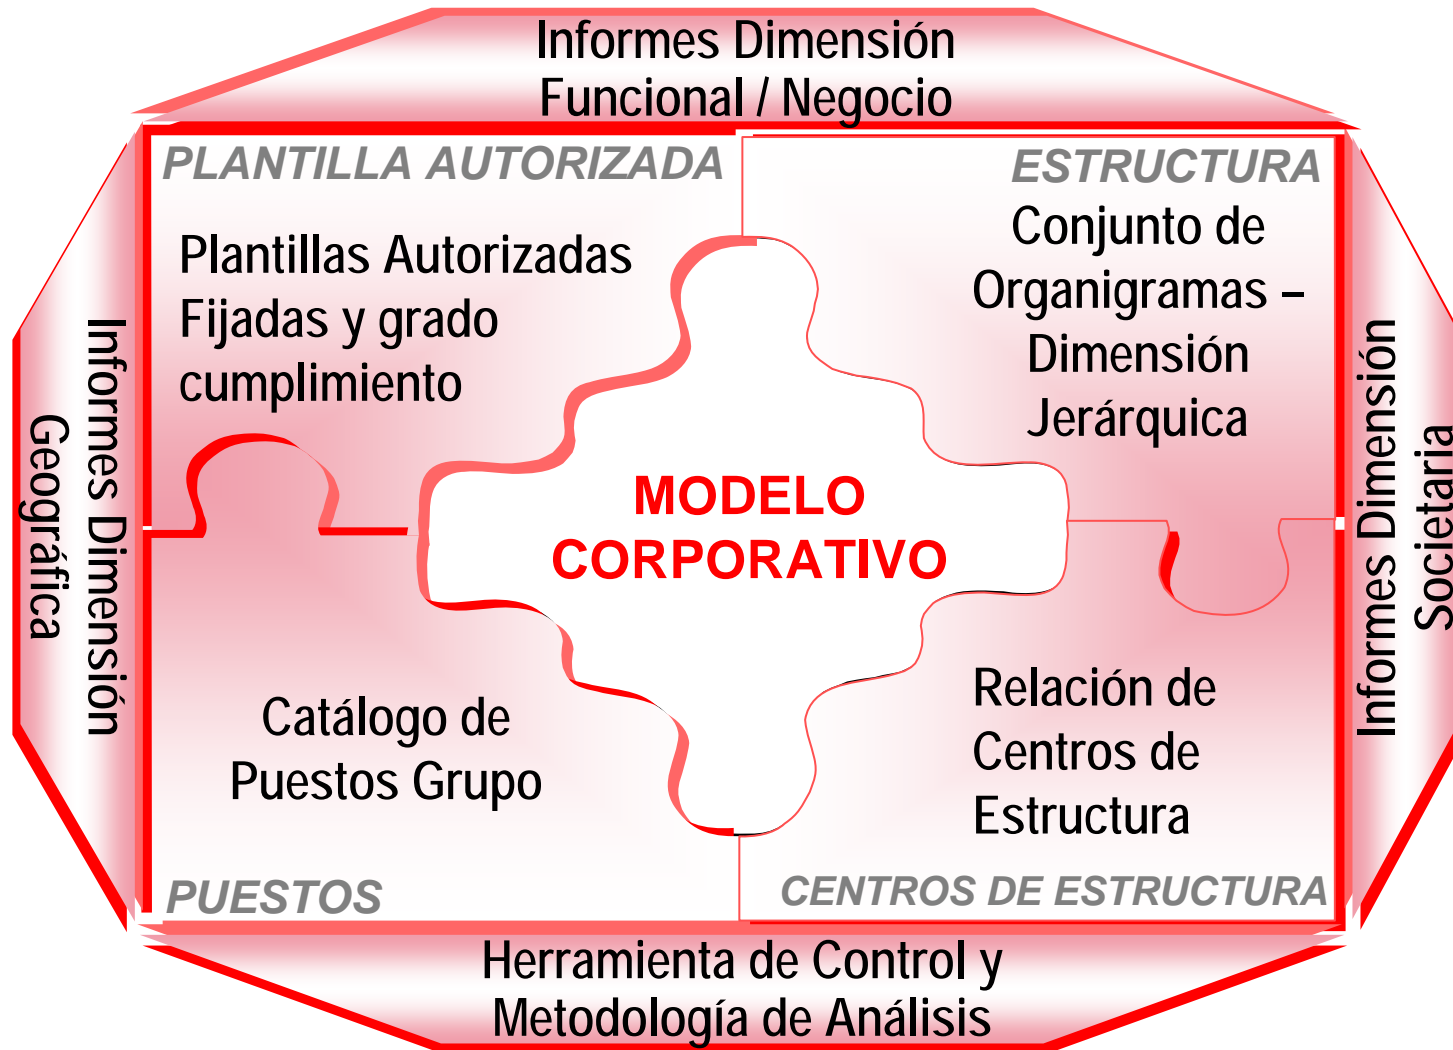 Informes Dimensión
Funcional / Negocio
PLANTILLA AUTORIZADA
Plantillas Autorizadas
Fijadas y grado
cumplimiento
ESTRUCTURA
Conjunto de
Organigramas –
Dimensión
Jerárquica
Informes Dimensión
Geográfica
MODELO
CORPORATIVO
Informes Dimensión
Societaria
Catálogo de
Puestos Grupo
PUESTOS
Relación de
Centros de
Estructura
CENTROS DE ESTRUCTURA
Herramienta de Control y
Metodología de Análisis